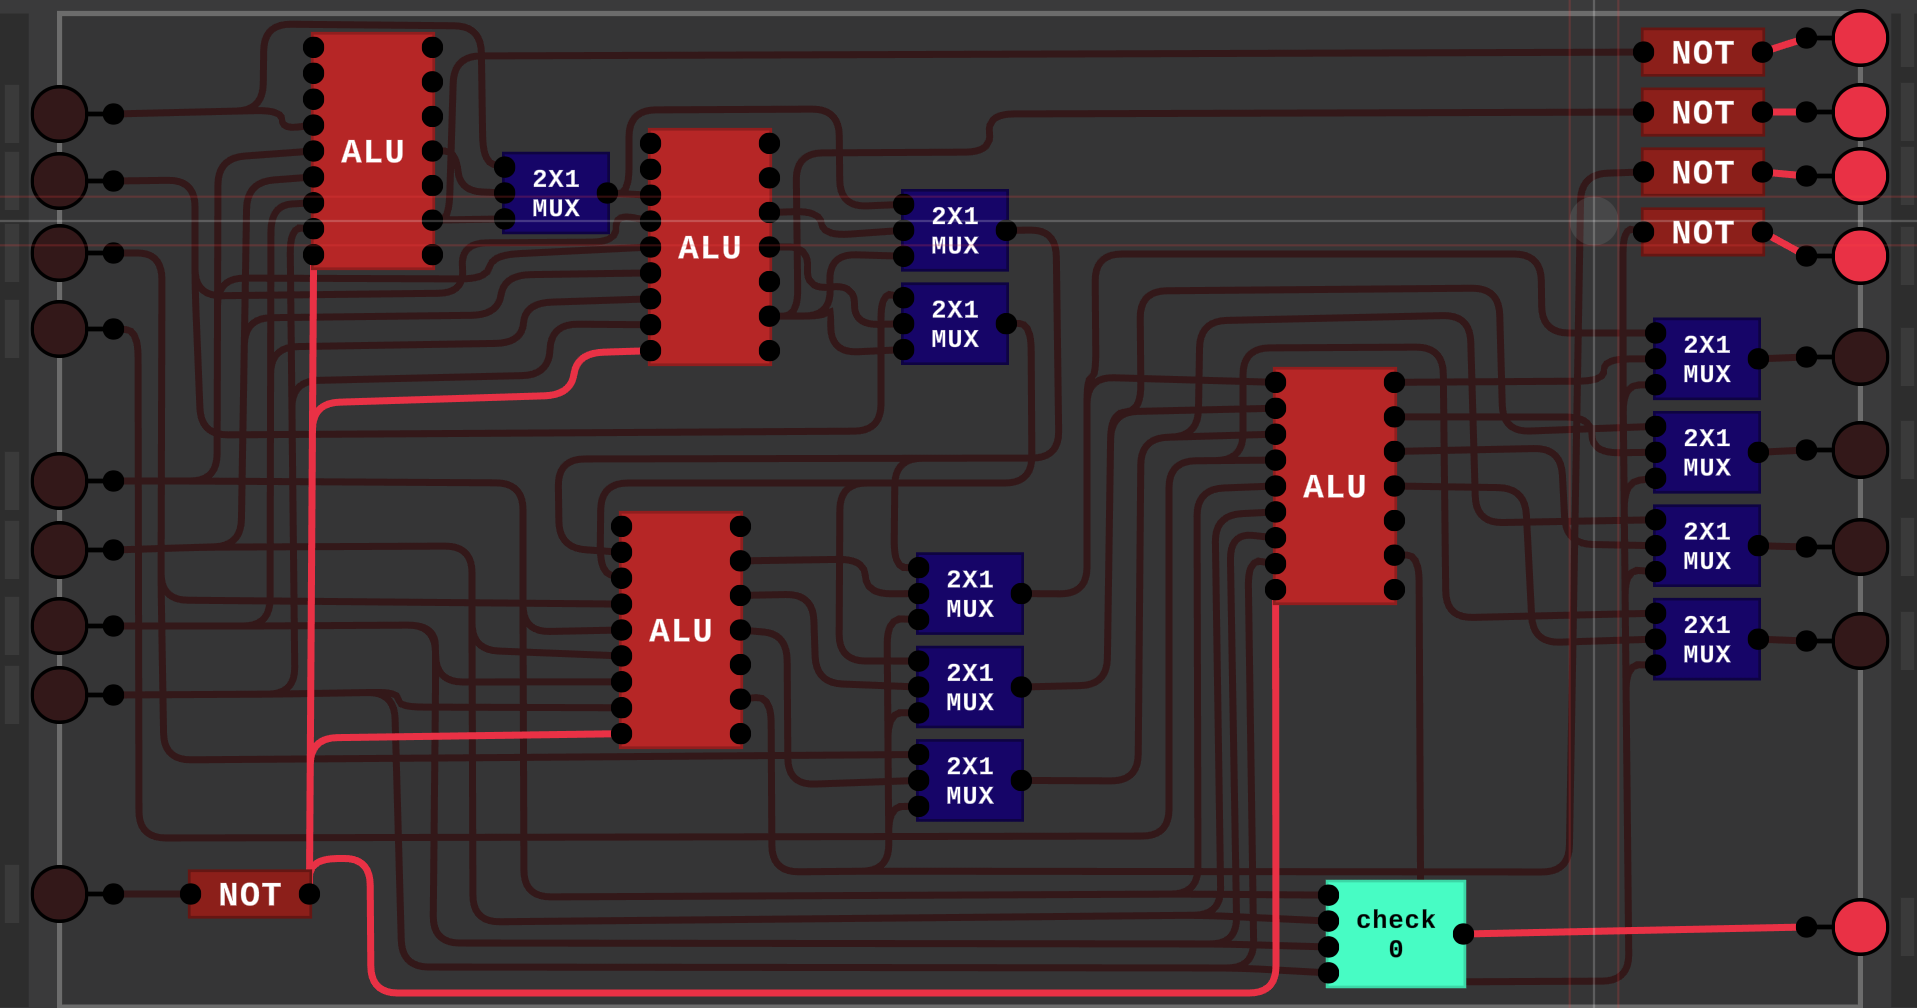 NOT
NOT
ALU
NOT
2X1
MUX
NOT
ALU
2X1
MUX
2X1
MUX
2X1
MUX
2X1
MUX
ALU
2X1
MUX
2X1
MUX
ALU
2X1
MUX
2X1
MUX
2X1
MUX
NOT
check
0